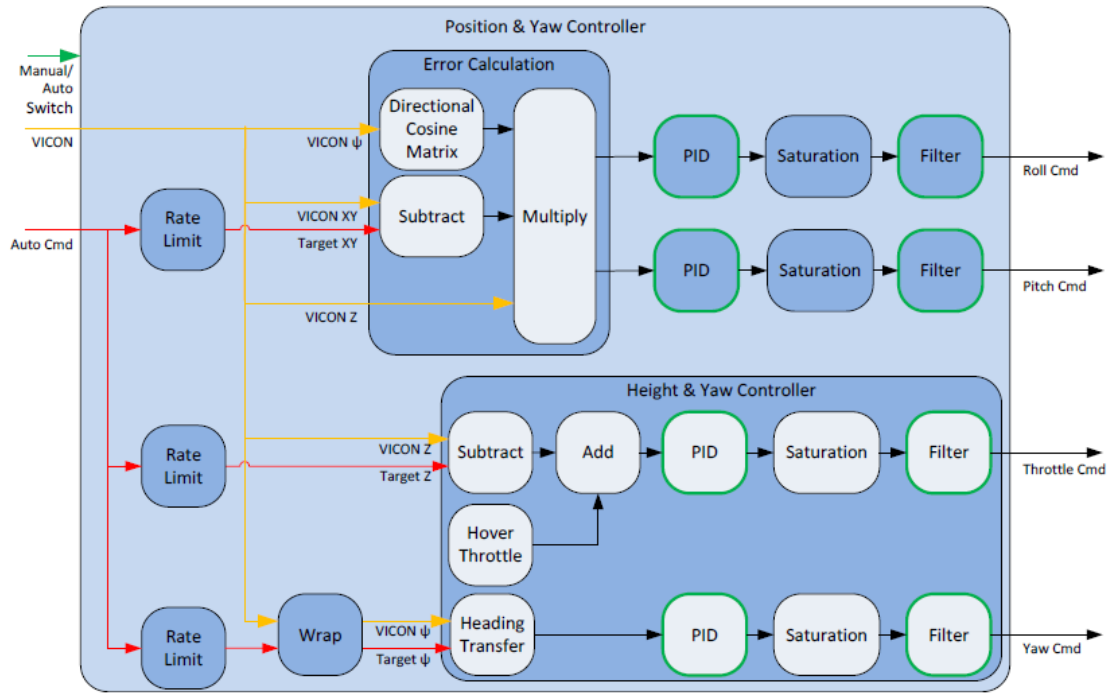 Position & Yaw Controller
Manual/
Auto
Switch
Error Calculation
Directional
Cosine
Matrix
VICON
VICON ψ
PID
Saturation
Filter
Roll Cmd
Rate
Limit
VICON XY
Subtract
Multiply
Auto Cmd
Target XY
PID
Saturation
Filter
Pitch Cmd
VICON Z
Height & Yaw Controller
Rate
Limit
VICON Z
Target Z
Subtract
Add
PID
Saturation
Filter
Throttle Cmd
Hover
Throttle
Rate
Limit
Wrap
VICON ψ
Target ψ
Heading
Transfer
PID
Saturation
Filter
Yaw Cmd